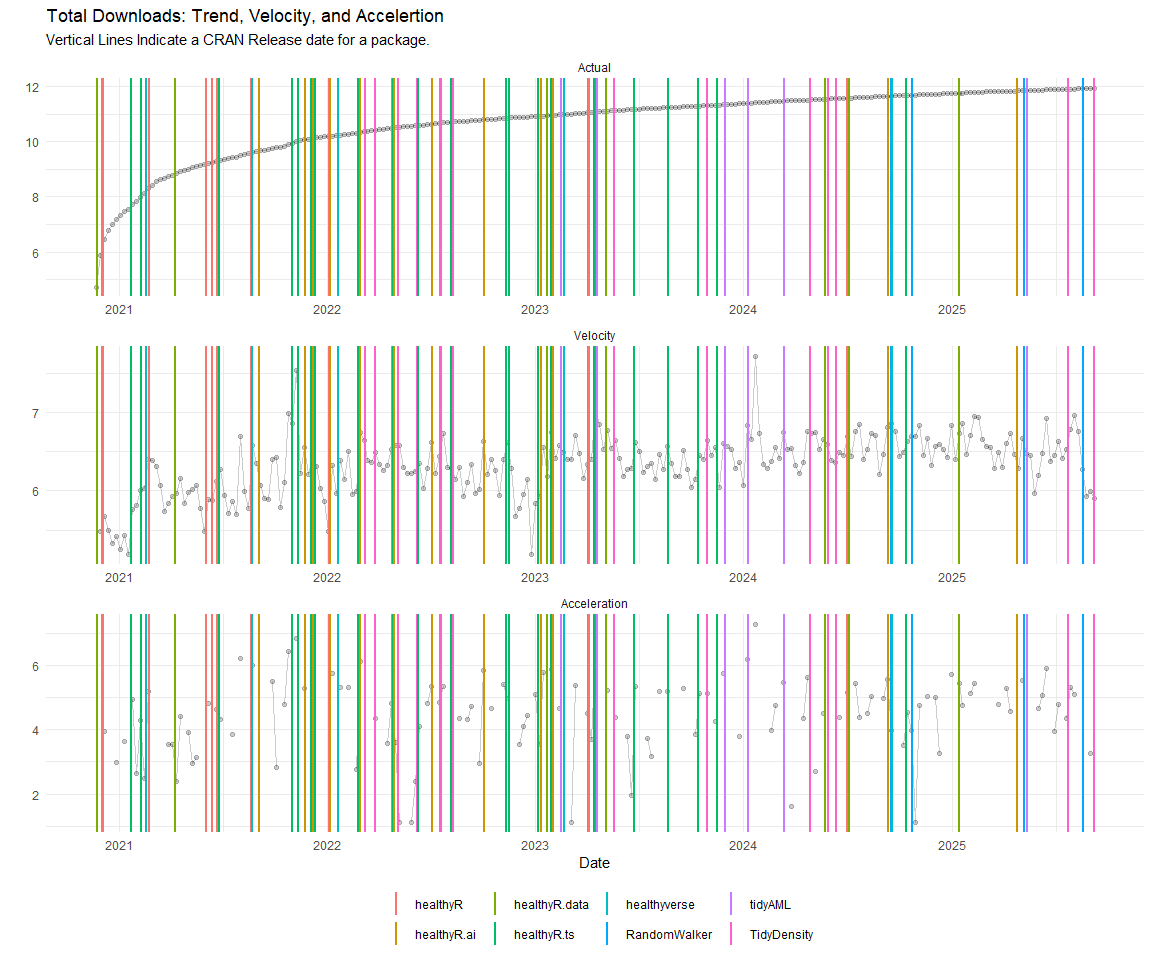 Total Downloads: Trend, Velocity, and Accelertion
Vertical Lines Indicate a CRAN Release date for a package.
Actual
12
10
8
6
2021 2022 2023 2024 2025
Velocity
7
6
2021 2022 2023 2024 2025
Acceleration
6
4
2
2021 2022 2023 2024 2025
Date
healthyR healthyR.data healthyverse tidyAML
healthyR.ai healthyR.ts RandomWalker TidyDensity